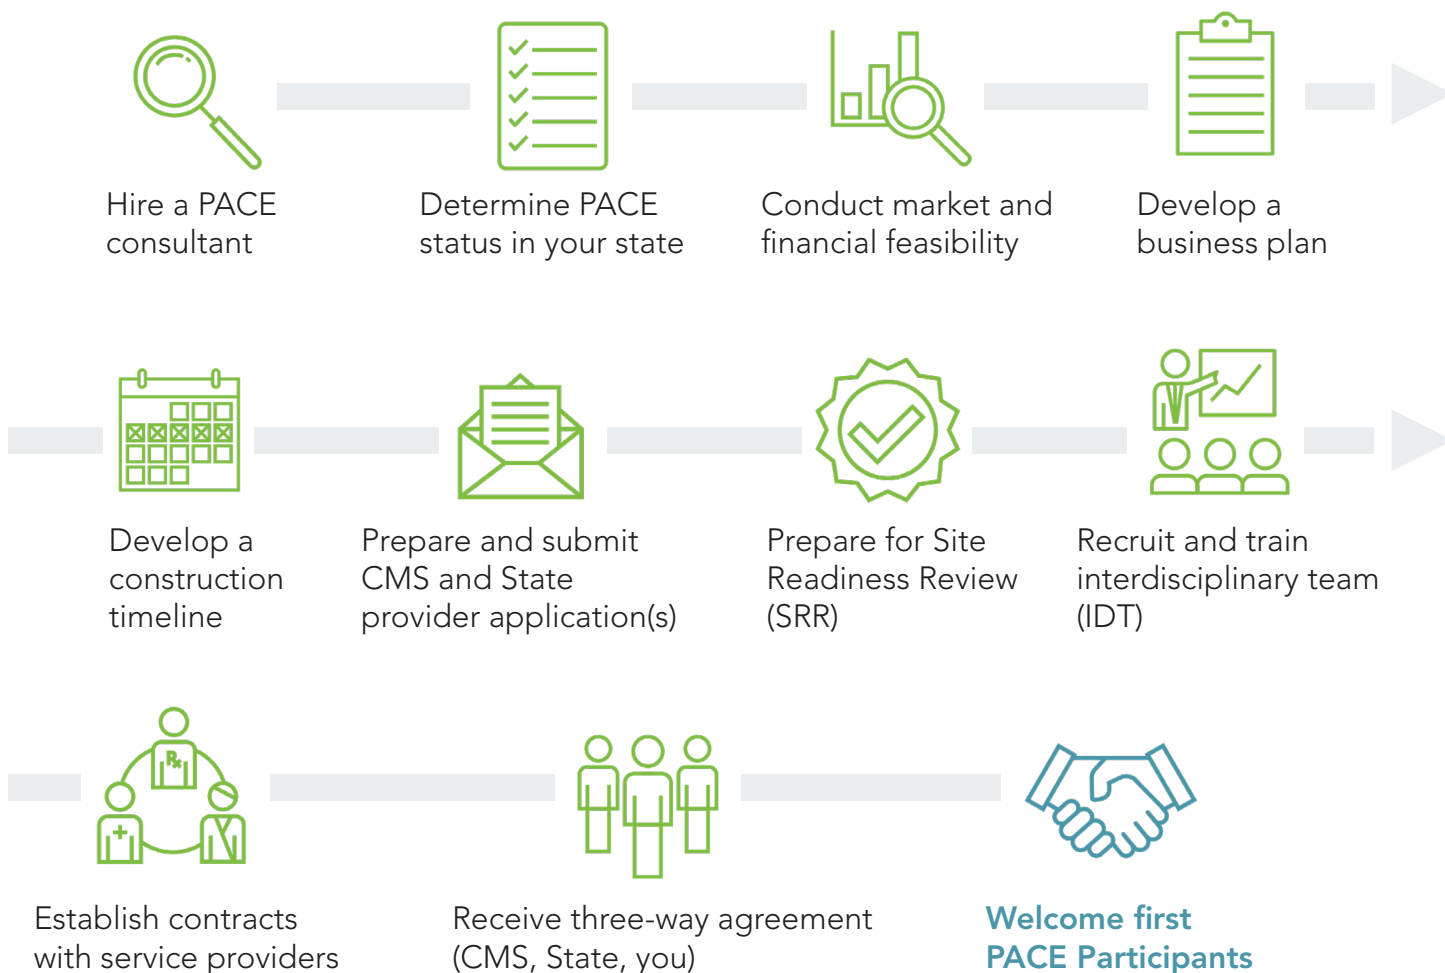 Hire a PACE
consultant
Determine PACE
status in your state
Conduct market and
financial feasibility
Develop a
business plan
Develop a
construction
timeline
Prepare and submit
CMS and State
provider application(s)
Prepare for Site
Readiness Review
(SRR)
Recruit and train
interdisciplinary team
(IDT)
Rx
Establish contracts
with service providers
Receive three-way agreement
(CMS, State, you)
Welcome first
PACE Participants